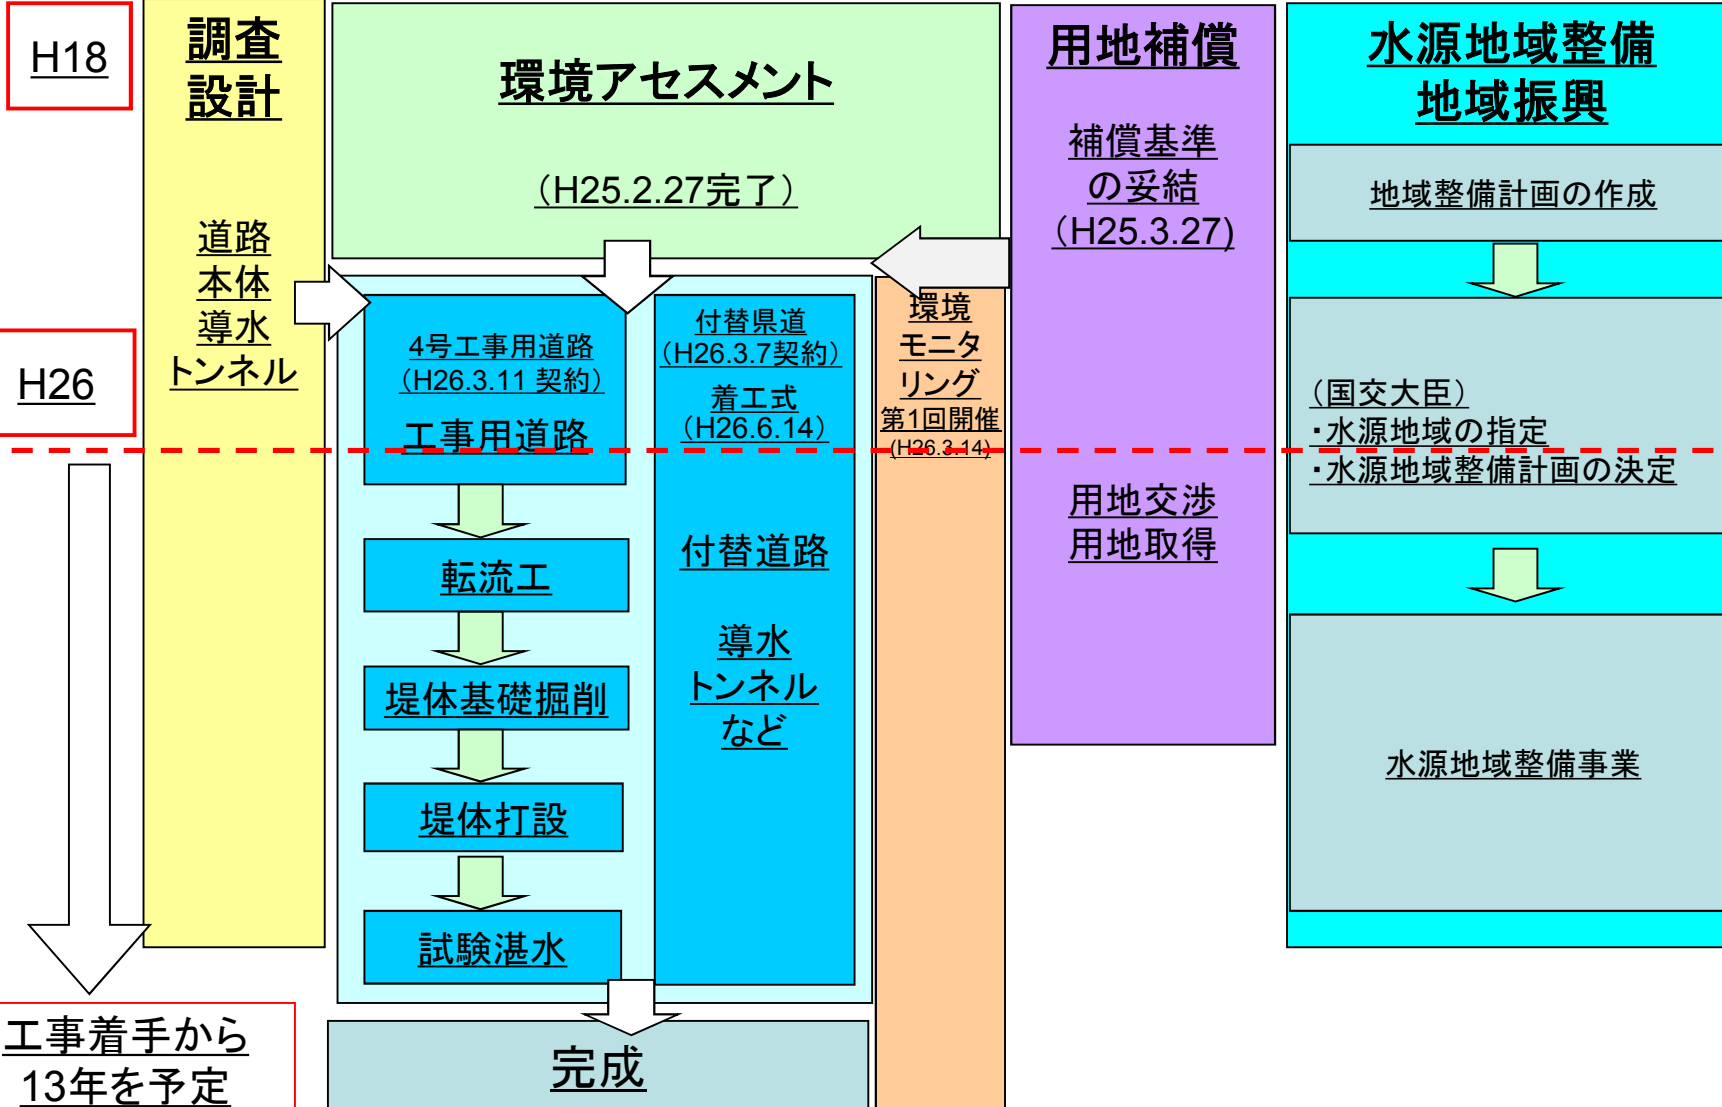 H18
H26
工事着手から
13年を予定
調査
設計
道路
本体
導水
トンネル
環境アセスメント
（H25.2.27完了）
4号工事用道路
（H26.3.11 契約）
工事用道路
転流工
堤体基礎掘削
堤体打設
試験湛水
付替県道
（H26.3.7契約）
着工式
（H26.6.14）
付替道路
導水
トンネル
など
完成
環境
モニタ
リング
第1回開催
(H26.3.14)
用地補償
補償基準
の妥結
（H25.3.27)
用地交渉
用地取得
水源地域整備
地域振興
地域整備計画の作成
（国交大臣）
・水源地域の指定
・水源地域整備計画の決定
水源地域整備事業